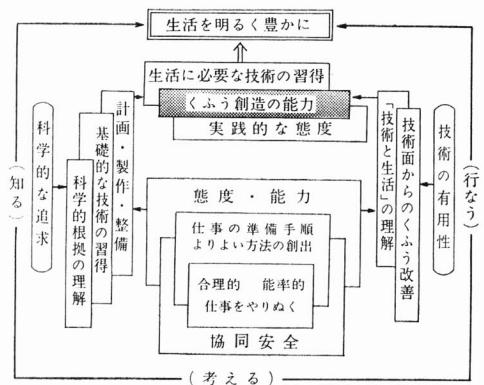 生活を明るく豊かに
生活に必要な技術の習得
くふう創造の能力
実践的な態度
計画・製作・整備
基礎的な技術の習得
科学的根拠の理解
科学的な追求
(知る)
「技術と生活」の理解
技術面からのくふう改善
技術の有用性
(行なう)
態度・能力
仕事の準備手順
よりよい方法の創出
合理的 能率的
仕事をやりぬく
協同安全
(考える)